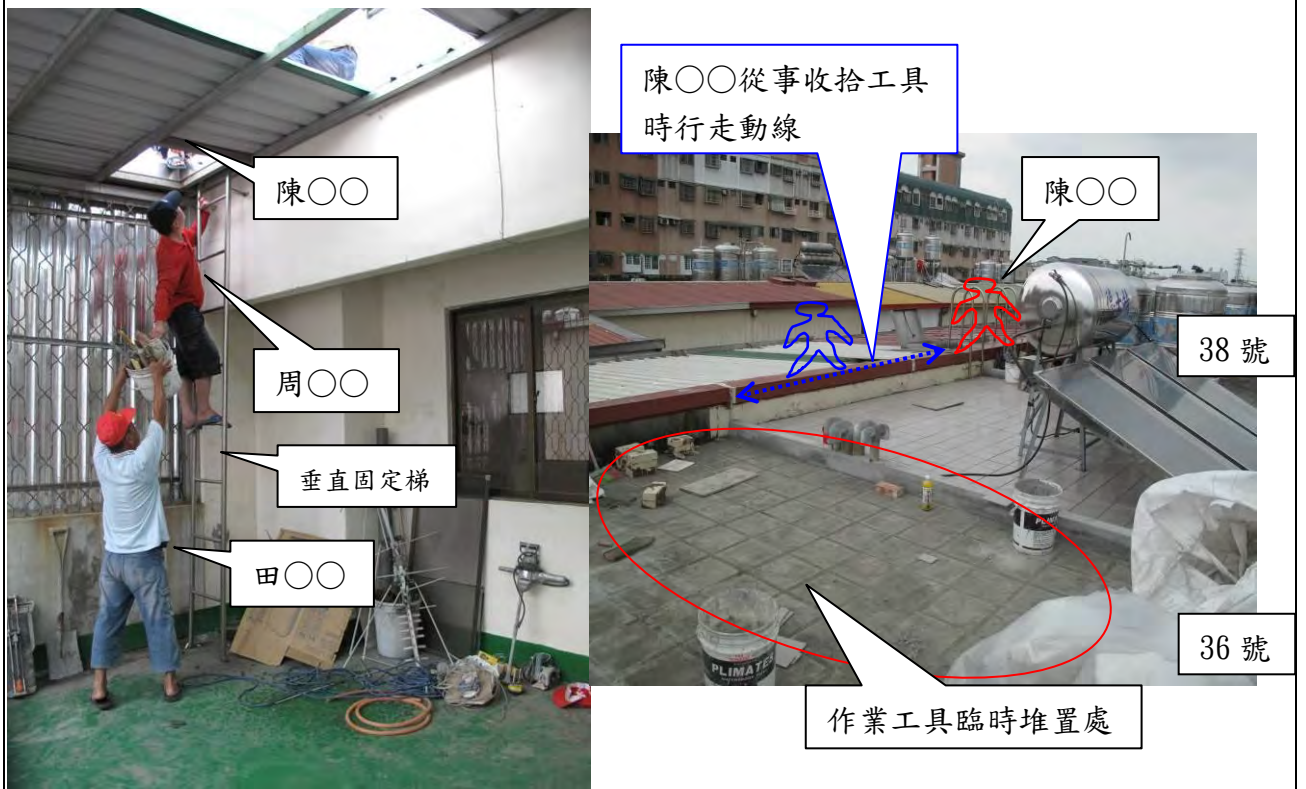 陳○○
周○○
垂直固定梯
田○○
陳○○從事收拾工具
時行走動線
陳○○
38 號
36 號
作業工具臨時堆置處
PLIMATES